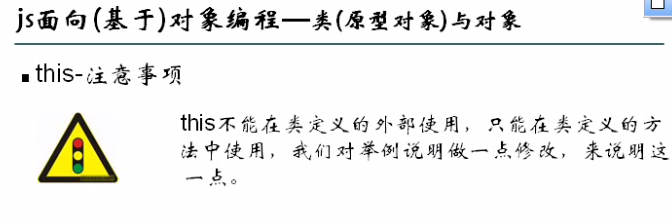 js面向(基于)对象编程—类(原型对象)与对象
this-注意事项
this不能在类定义的外部使用，只能在类定义的方
法中使用，我们对举例说明做一点修改，来说明这
一点。